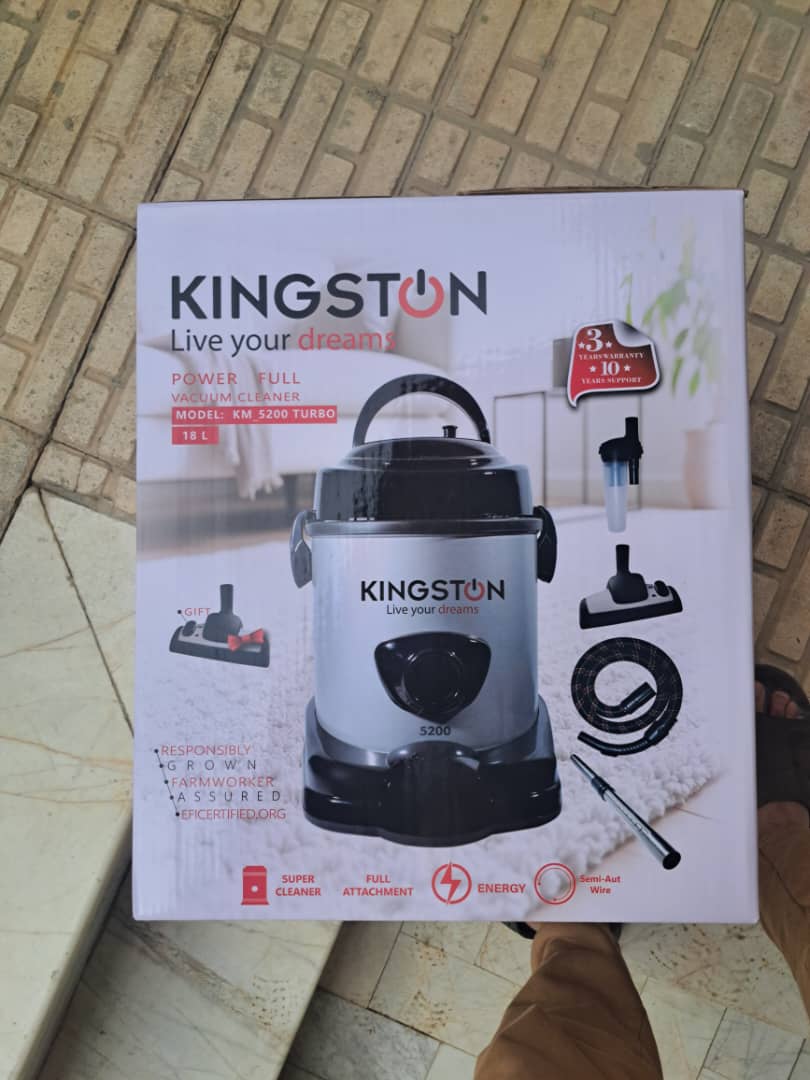 KINGSTON
Live your dreams
POWER FULL
VACUUM CLEANER
MODEL: KM_5200 TURBO
18 L
3
YEARS WARRANTY
10
YEARS SUPPORT
KINGSTON
Live your dreams
5200
GIFT
RESPONSIBLY
GROWN
FARMWORKER
ASSURED
EFICERTIFIED.ORG
SUPER
CLEANER
FULL
ATTACHMENT
ENERGY
Semi-Aut
Wire